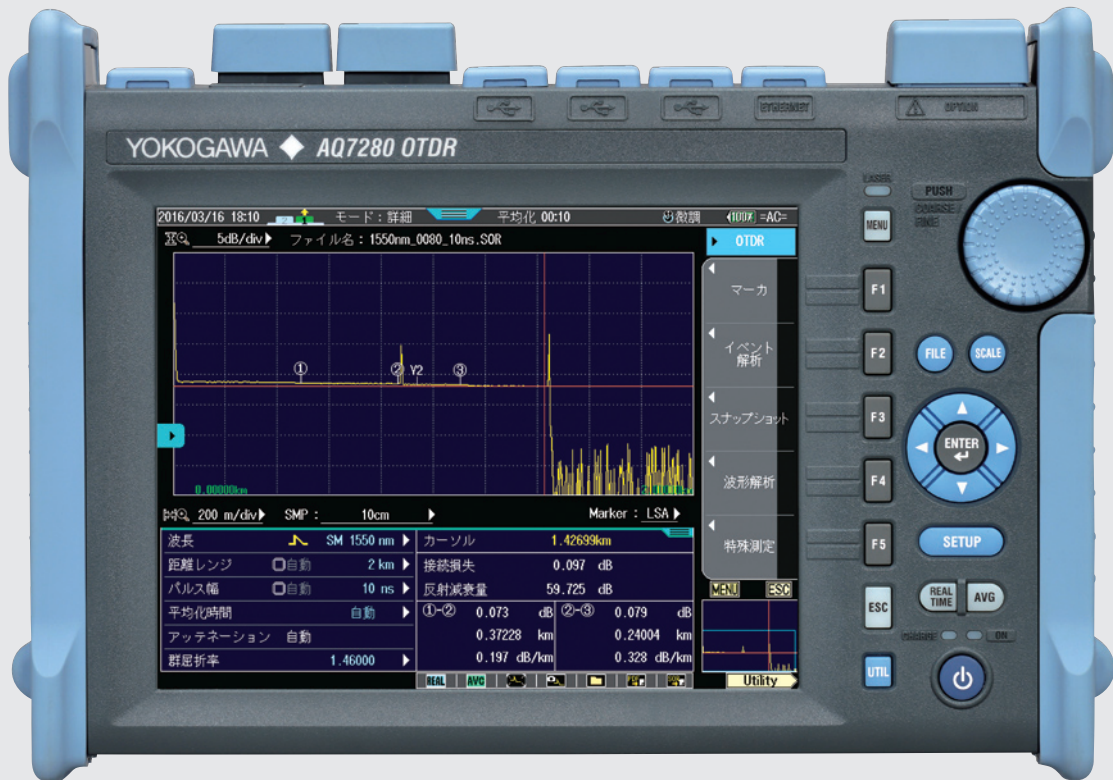 ETHERNET
OPTION
YOKOGAWA ◆ AQ7280 OTDR
LASER
PUSH
COARSE /
FINE
MENU
2016/03/16 18:10 2 1 モード:詳細 平均化 00:10 微調 100% =AC=
5dB/div ファイル名:1550nm_0080_10ns.SOR
OTDR
マーカ
イベント
解析
スナップショット
波形解析
特殊測定
MENU ESC
① ② Y2 ③
0.00000km
200 m/div SMP : 10cm Marker : LSA
波長 SM 1550 nm
距離レンジ 自動 2 km
パルス幅 自動 10 ns
平均化時間 自動
アッテネーション 自動
群屈折率 1.46000
カーソル 1.42699km
接続損失 0.097 dB
反射減衰量 59.725 dB
①-② 0.073 dB ②-③ 0.079 dB
0.37228 km 0.24004 km
0.197 dB/km 0.328 dB/km
REAL AVG
Utility
F1
F2
F3
F4
F5
ESC
UTIL
FILE
SCALE
ENTER
SETUP
REAL
TIME
AVG
CHARGE
ON